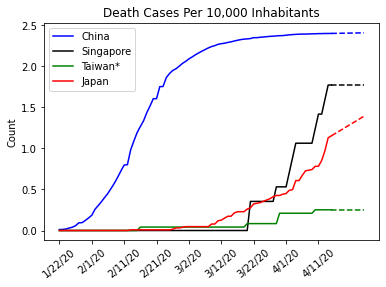 Death Cases Per 10,000 Inhabitants
China
Singapore
Taiwan*
Japan
Count
2.5
2.0
1.5
1.0
0.5
0.0
1/22/20 2/1/20 2/11/20 2/21/20 3/2/20 3/12/20 3/22/20 4/1/20 4/11/20